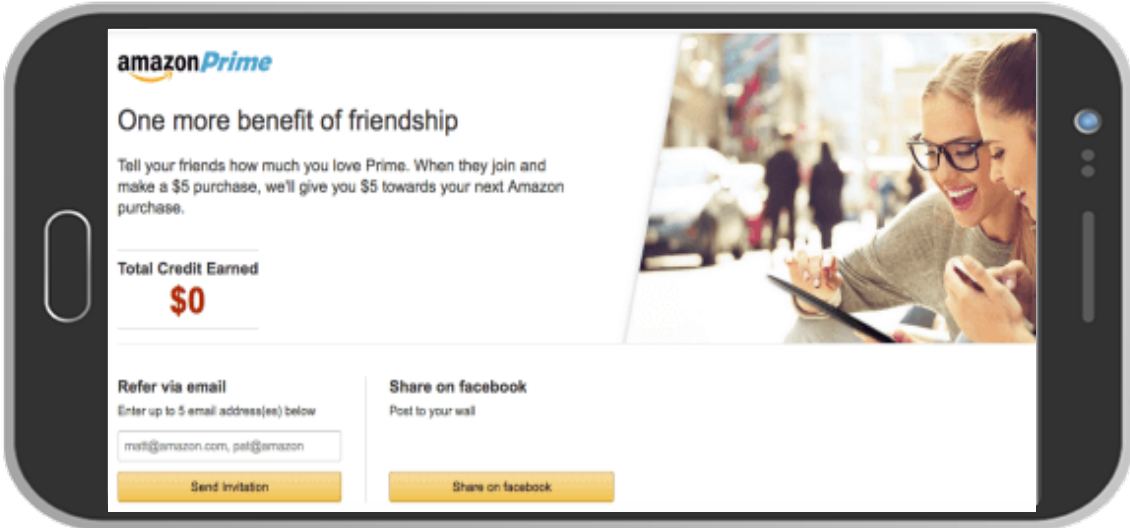 amazonPrime
One more benefit of friendship
Tell your friends how much you love Prime. When they join and
make a $5 purchase, we'll give you $5 towards your next Amazon
purchase.
Total Credit Earned
$0
Refer via email
Enter up to 5 email address(es) below
matt@amazon.com, pat@amazon
Send Invitation
Share on facebook
Post to your wall
Share on facebook